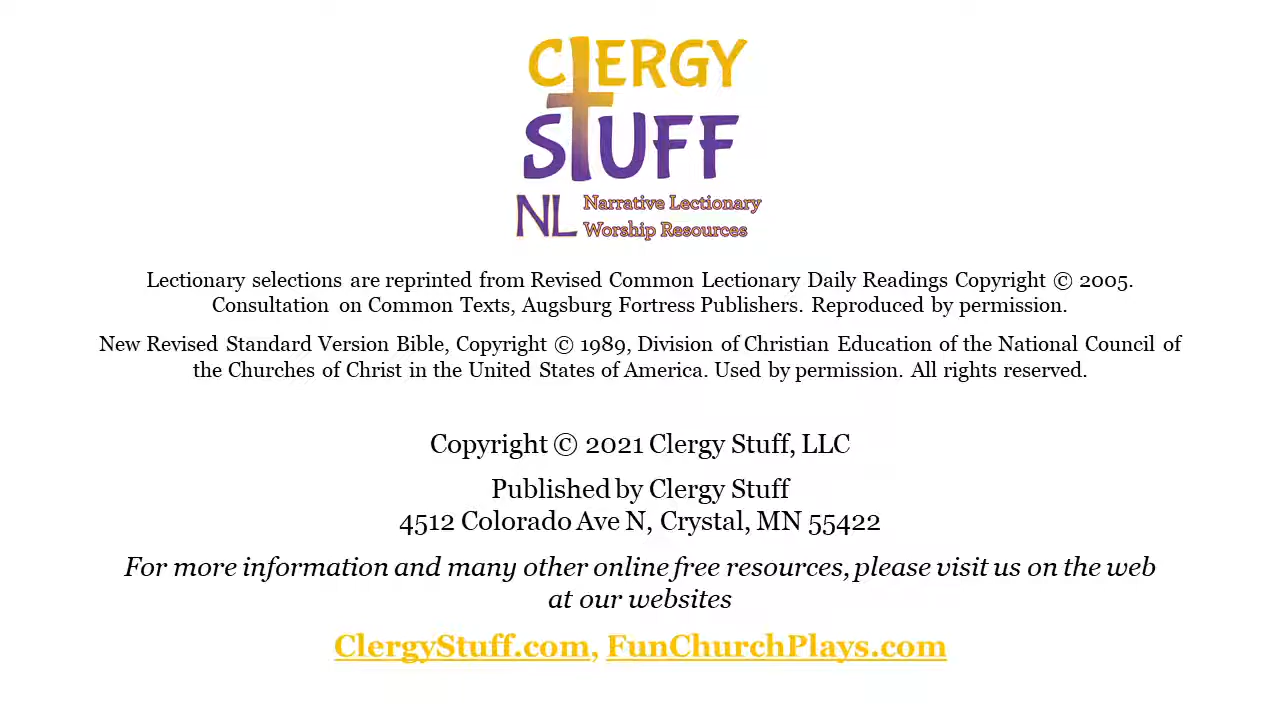 CLERGY
STUFF
NL Narrative Lectionary
Worship Resources
Lectionary selections are reprinted from Revised Common Lectionary Daily Readings Copyright © 2005.
Consultation on Common Texts, Augsburg Fortress Publishers. Reproduced by permission.
New Revised Standard Version Bible, Copyright © 1989, Division of Christian Education of the National Council of
the Churches of Christ in the United States of America. Used by permission. All rights reserved.
Copyright © 2021 Clergy Stuff, LLC
Published by Clergy Stuff
4512 Colorado Ave N, Crystal, MN 55422
For more information and many other online free resources, please visit us on the web
at our websites
ClergyStuff.com, FunChurchPlays.com